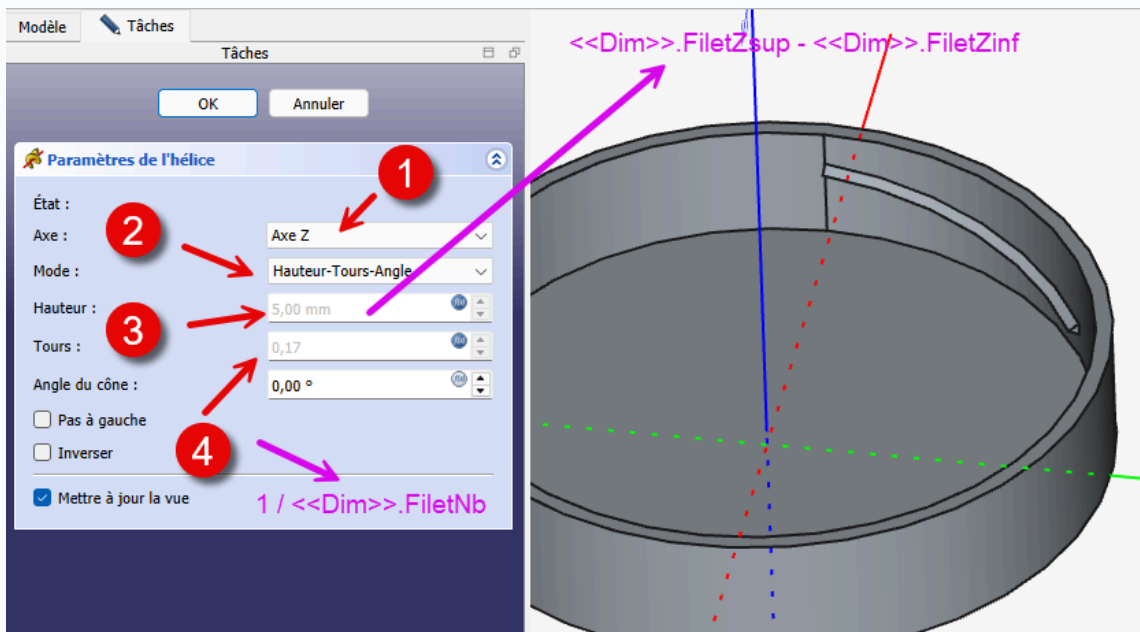 Modèle
Tâches
Tâches
<<Dim>>.FiletZsup - <<Dim>>.FiletZinf
OK
Annuler
Paramètres de l'hélice
1
État :
Axe :
2
Axe Z
Mode :
Hauteur-Tours-Angle
Hauteur :
3
5,00 mm
Tours :
0,17
Angle du cône :
0,00 °
Pas à gauche
4
Inverser
Mettre à jour la vue
1 / <<Dim>>.FiletNb